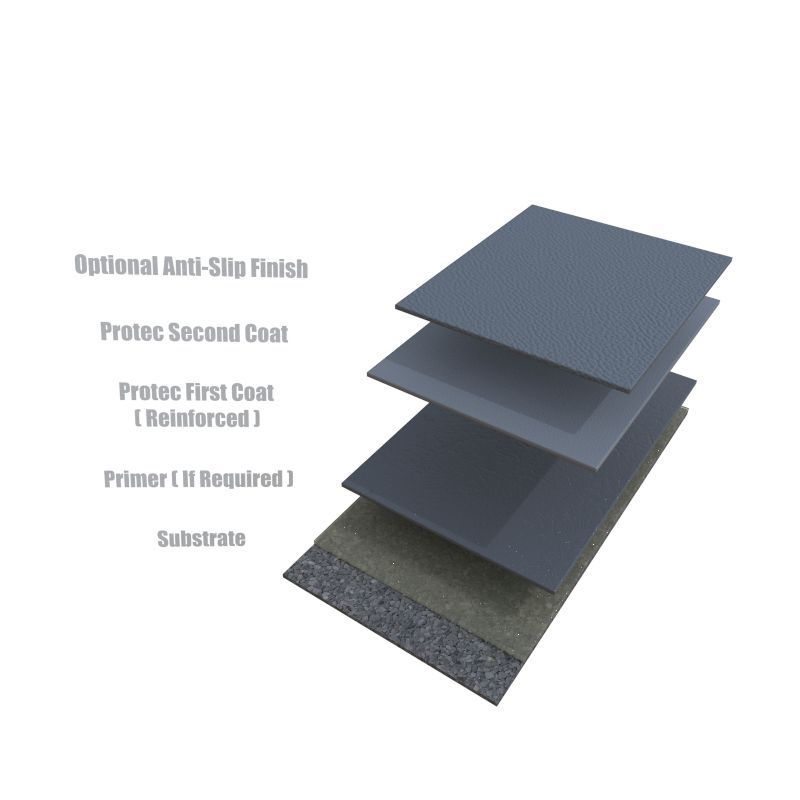 Optional Anti-Slip Finish
Protec Second Coat
Protec First Coat
( Reinforced )
Primer ( If Required )
Substrate